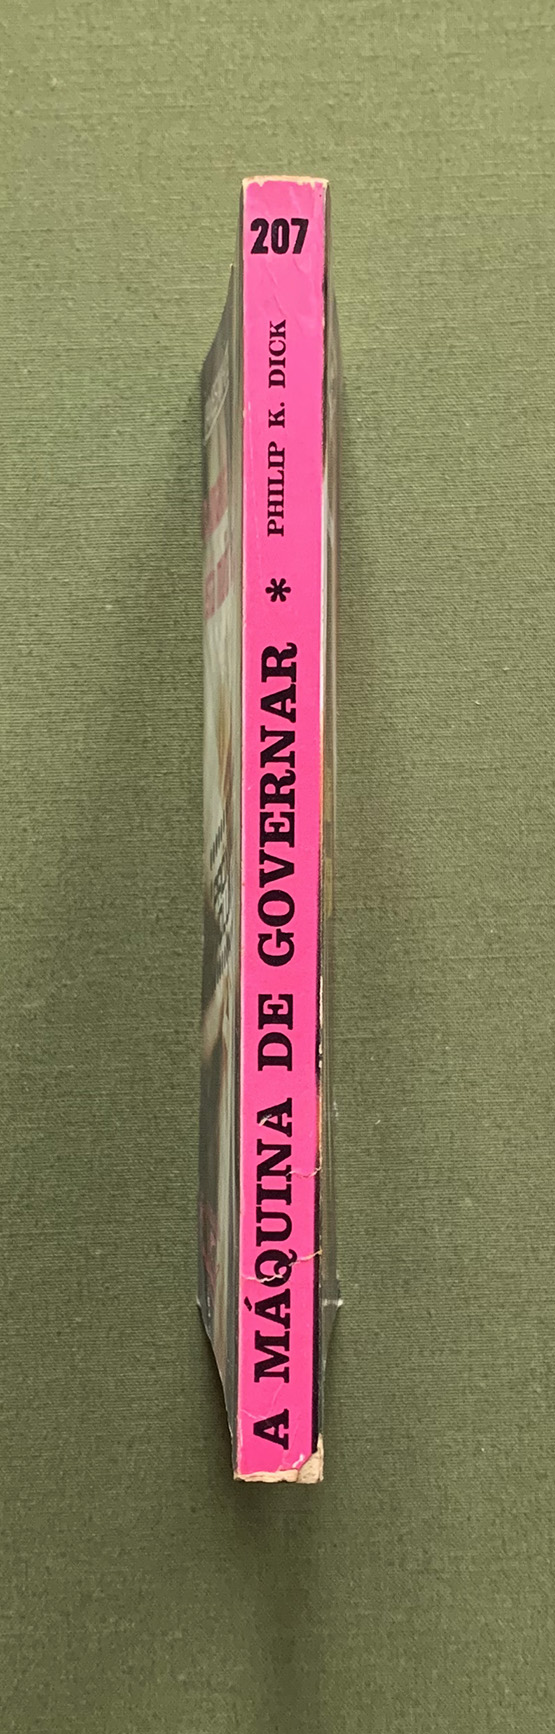 207
A MÁQUINA DE GOVERNAR * PHILIP K. DICK